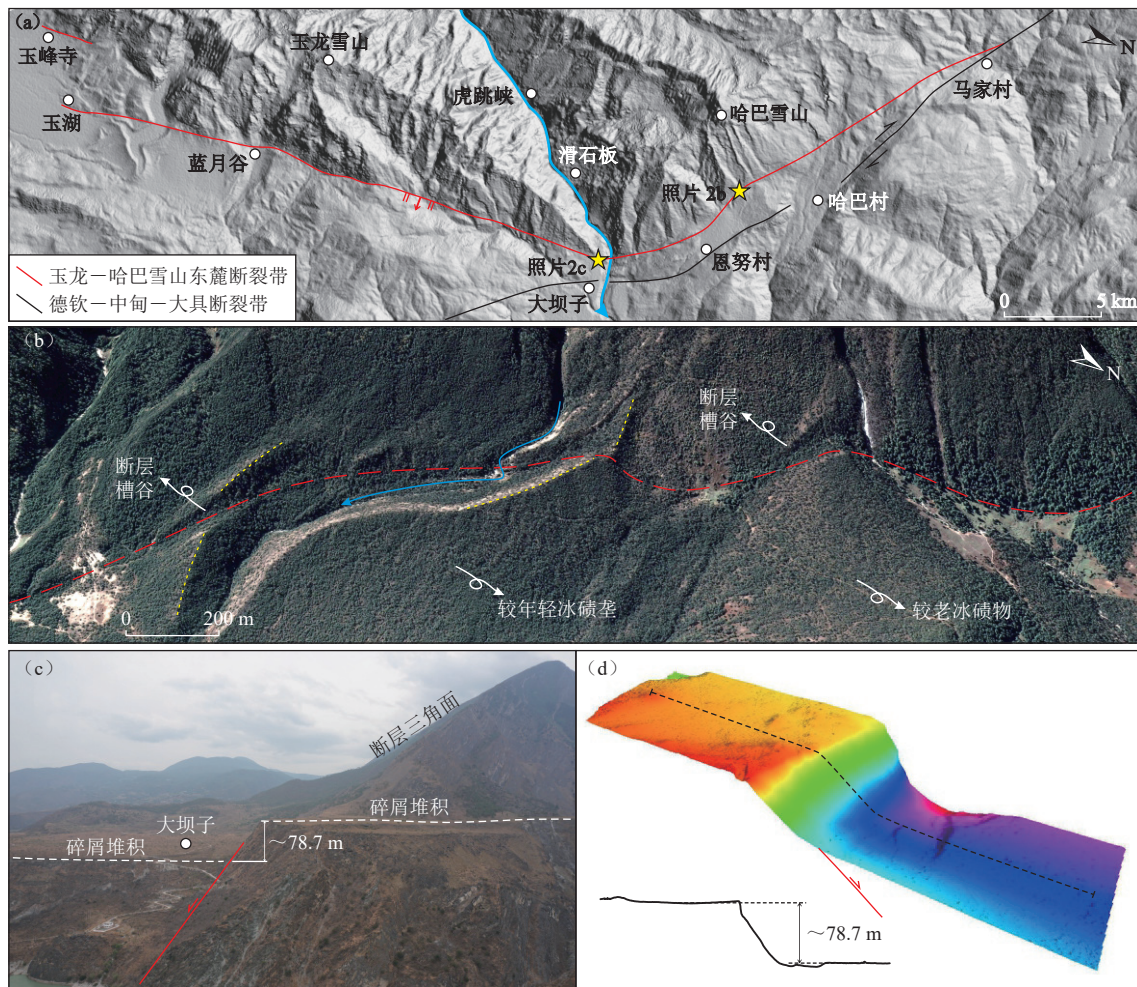 (a)
N
玉峰寺
玉龙雪山
虎跳峡
马家村
玉湖
哈巴雪山
蓝月谷
滑石板
照片 2b
哈巴村
照片2c
恩努村
大坝子
玉龙－哈巴雪山东麓断裂带
德钦－中甸－大具断裂带
0
5 km
(b)
N
断层
槽谷
断层
槽谷
0
200 m
较年轻冰碛垄
较老冰碛物
(c)
断层三角面
碎屑堆积
大坝子
碎屑堆积
～78.7 m
(d)
～78.7 m